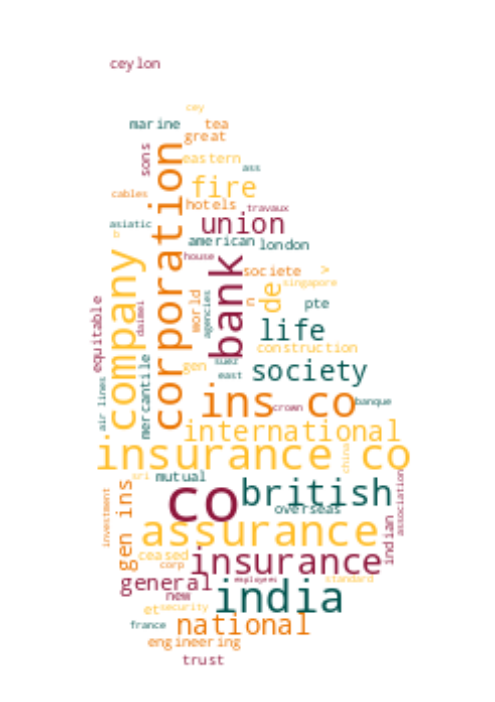 ceylon
cey
marine
tea
great
sons
eastern
ass
corporation
fire
cables
hotels
travaux
union
asiatic
b
american
london
house
company
bank
societe
>
de
singapore
equitable
daimei
world
agencies
n
pte
life
construction
mercantile
gen
suez
east
society
air lines
ins co
crown
banque
international
insurance co
china
sri
mutual
co
british
association
investment
gen ins
overseas
assurance
indian
ceased
corp
insurance
general
employees
standard
new
india
et
security
france
national
engineering
trust